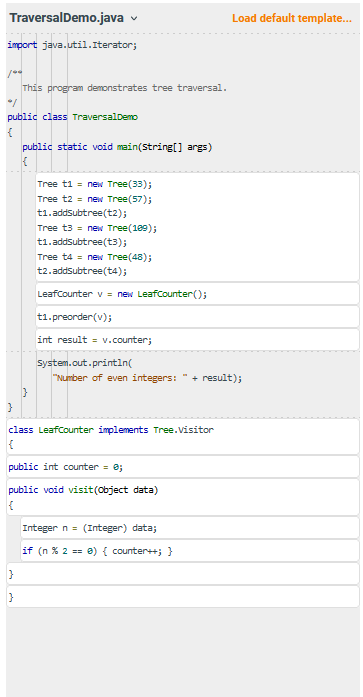 TraversalDemo.java
Load default template...
import java.util.Iterator;
/**
This program demonstrates tree traversal.
*/
public class TraversalDemo
{
public static void main(String[] args)
{
Tree t1 = new Tree(33);
Tree t2 = new Tree(57);
t1.addSubtree(t2);
Tree t3 = new Tree(109);
t1.addSubtree(t3);
Tree t4 = new Tree(48);
t2.addSubtree(t4);
LeafCounter v = new LeafCounter();
t1.preorder(v);
int result = v.counter;
System.out.println(
"Number of even integers: " + result);
}
}
class LeafCounter implements Tree.Visitor
{
public int counter = 0;
public void visit(Object data)
{
Integer n = (Integer) data;
if (n % 2 == 0) { counter++; }
}
}